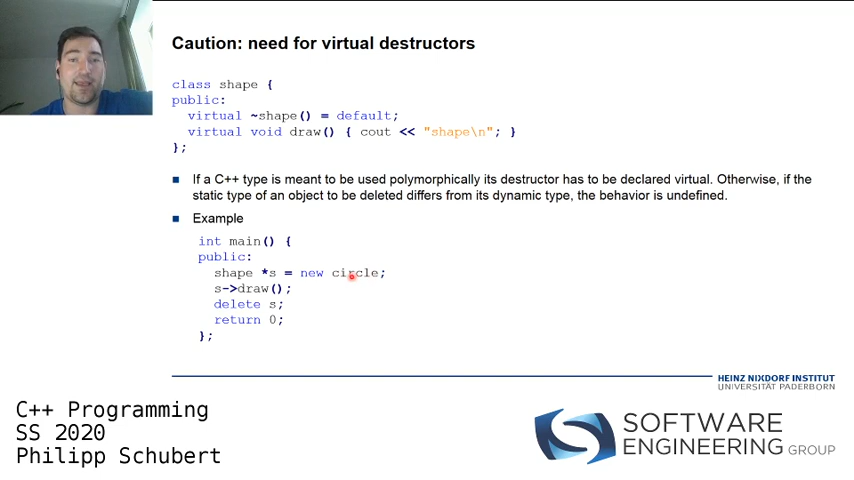 Caution: need for virtual destructors
class shape {
public:
  virtual ~shape() = default;
  virtual void draw() { cout << "shape\n"; }
};
If a C++ type is meant to be used polymorphically its destructor has to be declared virtual. Otherwise, if the
static type of an object to be deleted differs from its dynamic type, the behavior is undefined.
Example
int main() {
public:
  shape *s = new circle;
  s->draw();
  delete s;
  return 0;
};
HEINZ NIXDORF INSTITUT
UNIVERSITÄT PADERBORN
C++ Programming
SS 2020
Philipp Schubert
SOFTWARE
ENGINEERING GROUP